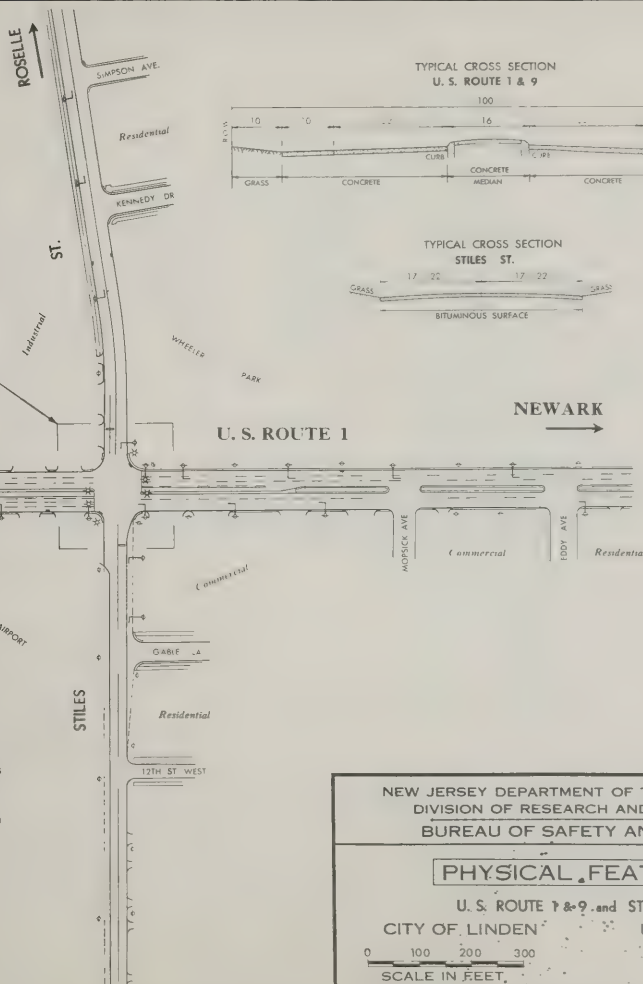 ROSELLE
SIMPSON AVE.
Residential
KENNEDY DR
ST.
Industrial
WHEELER
PARK
TYPICAL CROSS SECTION
U. S. ROUTE 1 & 9
100
10
10
16
CURB
CONCRETE
GRASS
CONCRETE
MEDIAN
CONCRETE
TYPICAL CROSS SECTION
STILES ST.
17 22
GRASS
GRASS
BITUMINOUS SURFACE
NEWARK
U. S. ROUTE 1
MOPSICK AVE
Commercial
EDDY AVE
Residentia
Commercial
AIRPORT
GABLE LA
STILES
Residential
12TH ST WEST
NEW JERSEY DEPARTMENT OF T
DIVISION OF RESEARCH AND
BUREAU OF SAFETY AN
PHYSICAL FEAT
U. S. ROUTE 1 & 9 and ST
CITY OF LINDEN
0 100 200 300
SCALE IN FEET